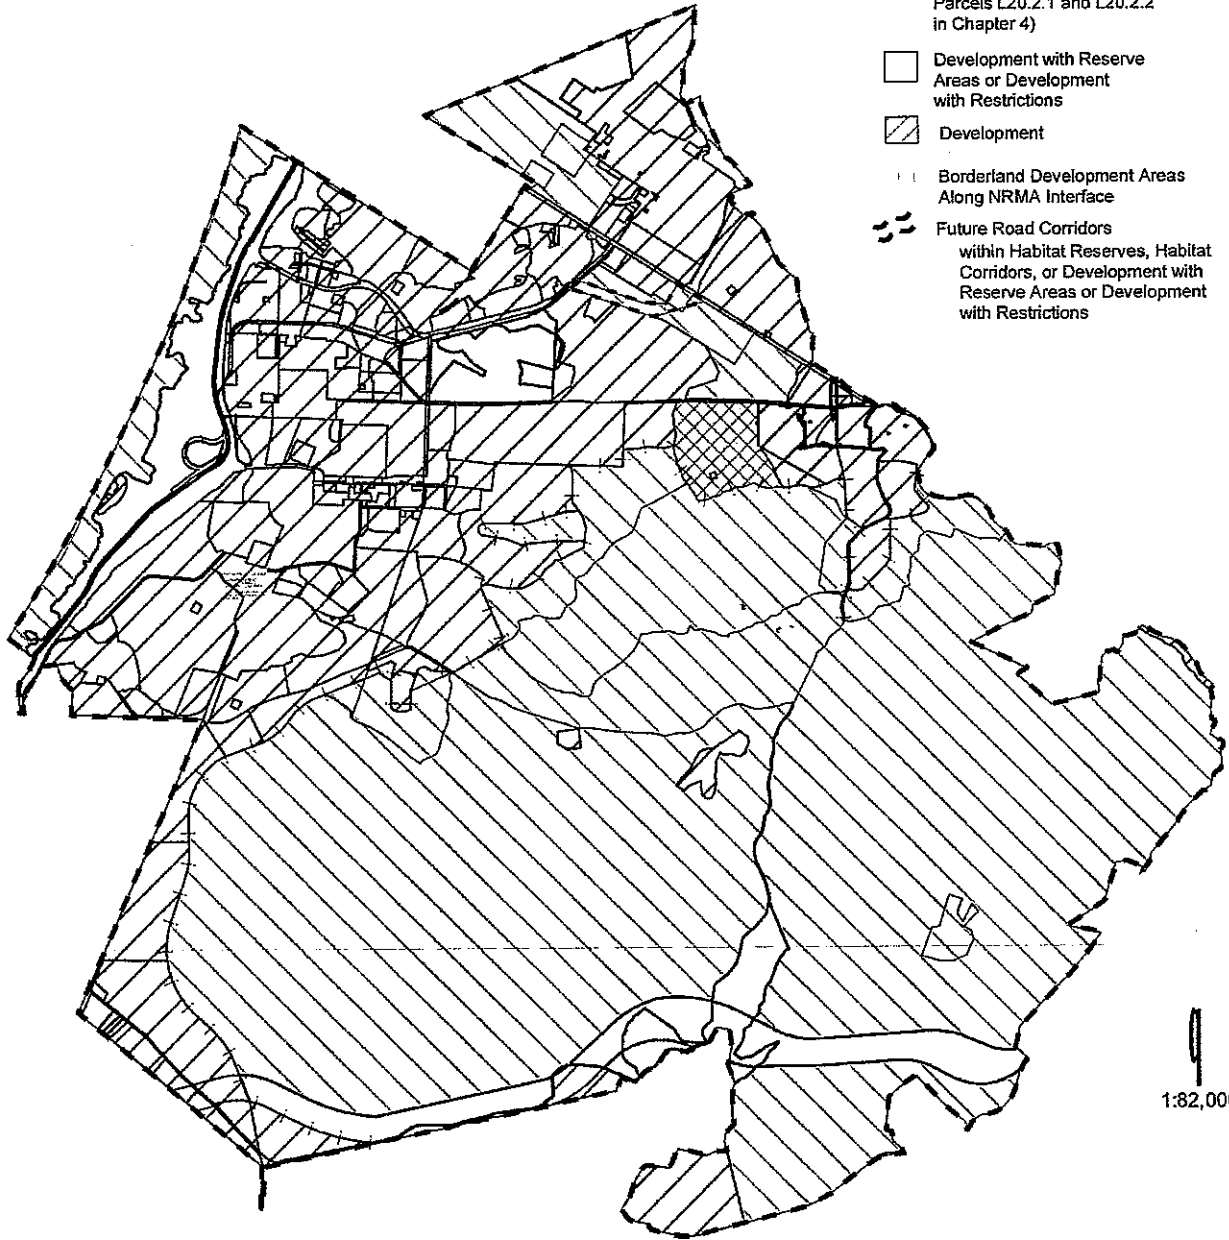 Parcels L20.2.1 and L20.2.2
in Chapter 4)
Development with Reserve
Areas or Development
with Restrictions
Development
Borderland Development Areas
Along NRMA Interface
Future Road Corridors
within Habitat Reserves, Habitat
Corridors, or Development with
Reserve Areas or Development
with Restrictions
1:82,00